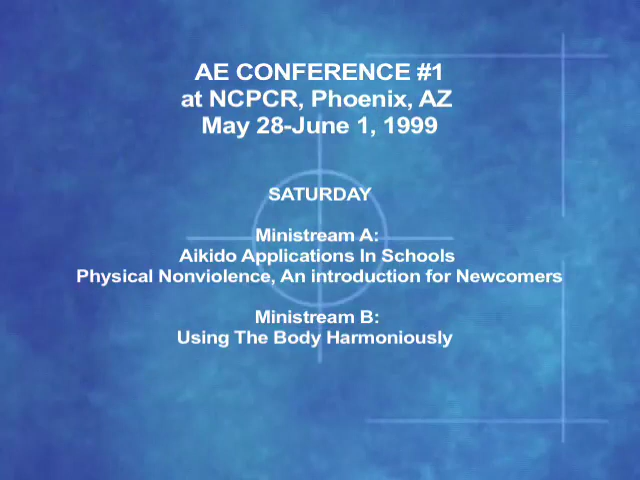 AE CONFERENCE #1
at NCPCR, Phoenix, AZ
May 28-June 1, 1999
SATURDAY
Ministream A:
Aikido Applications In Schools
Physical Nonviolence, An introduction for Newcomers
Ministream B:
Using The Body Harmoniously